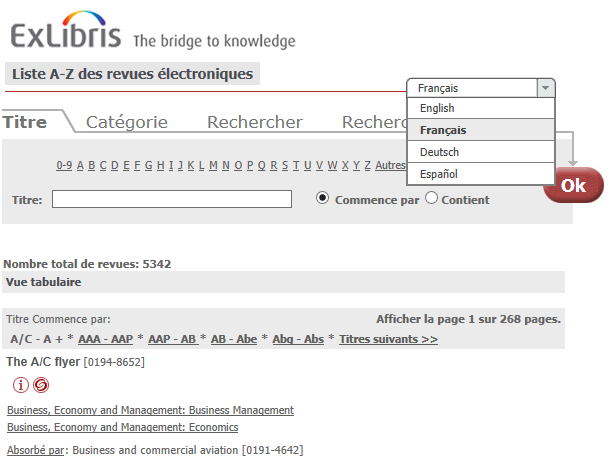 ExLibris The bridge to knowledge
Liste A-Z des revues électroniques
Français
English
Français
Deutsch
Español
Titre Catégorie Rechercher
0-9 A B C D E F G H I J K L M N O P Q R S T U V W X Y Z Autres
Ok
Titre: Commence par Contient
Nombre total de revues: 5342
Vue tabulaire
Titre Commence par: Afficher la page 1 sur 268 pages.
A/C - A + * AAA - AAP * AAP - AB * AB - Abe * Abg - Abs * Titres suivants >>
The A/C flyer [0194-8652]
Business, Economy and Management: Business Management
Business, Economy and Management: Economics
Absorbé par: Business and commercial aviation [0191-4642]